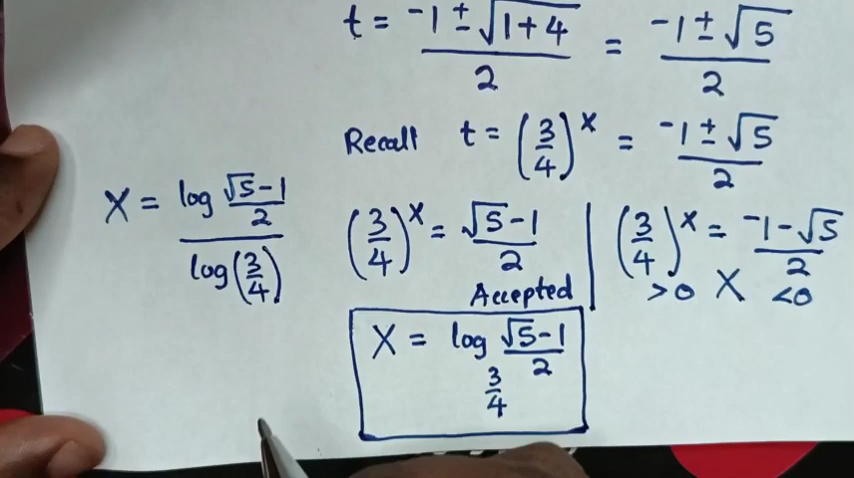 t = (-1 ± √(1+4))/2 = (-1 ± √5)/2
Recall t = (3/4)^x = (-1 ± √5)/2
x = log (√5-1)/2 / log(3/4)
(3/4)^x = (√5-1)/2 | (3/4)^x = (-1-√5)/2
Accepted >0 X <0
x = log_(3/4) (√5-1)/2